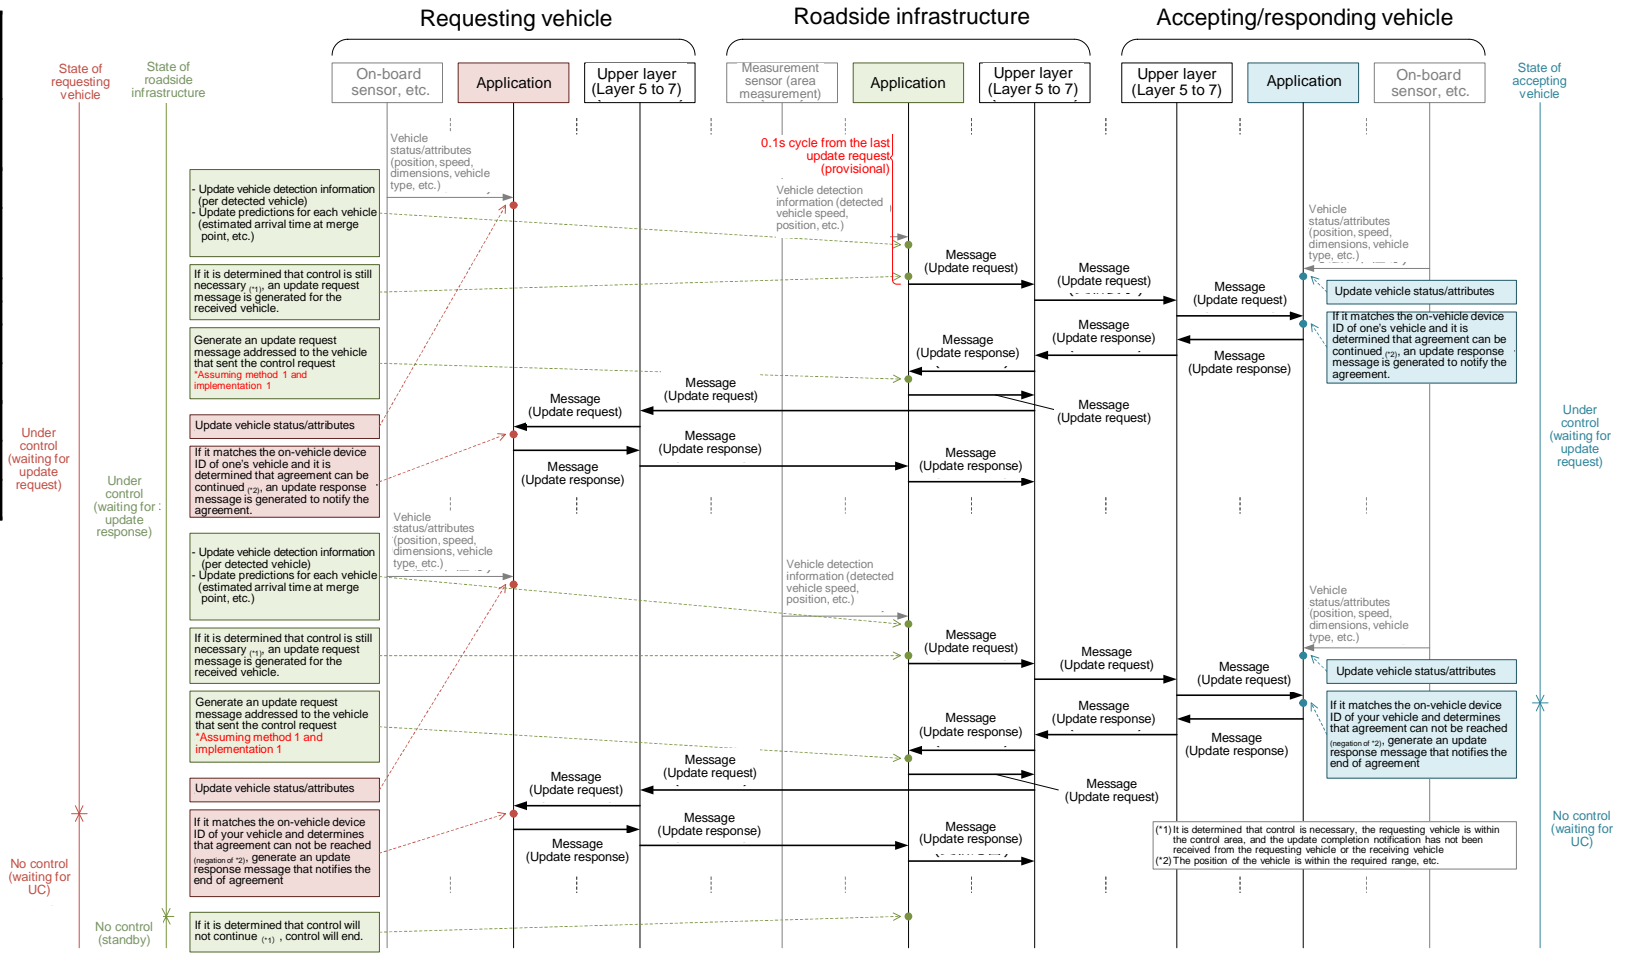 Requesting vehicle
Roadside infrastructure
Accepting/responding vehicle
State of
requesting
vehicle
State of
roadside
infrastructure
On-board
sensor, etc.
Application
Upper layer
(Layer 5 to 7)
Measurement
sensor (area
measurement)
Application
Upper layer
(Layer 5 to 7)
Upper layer
(Layer 5 to 7)
Application
On-board
sensor, etc.
State of
accepting
vehicle
Vehicle
status/attributes
(position, speed,
dimensions, vehicle
type, etc.)
0.1s cycle from the last
update request
(provisional)
Vehicle detection
information (detected
vehicle speed,
position, etc.)
- Update vehicle detection information
(per detected vehicle)
- Update predictions for each vehicle
(estimated arrival time at merge
point, etc.)
Vehicle
status/attributes
(position, speed,
dimensions, vehicle
type, etc.)
Message
(Update request)
Message
(Update request)
Message
(Update request)
If it is determined that control is still
necessary (*1), an update request
message is generated for the
received vehicle.
Update vehicle status/attributes
If it matches the on-vehicle device
ID of one's vehicle and it is
determined that agreement can be
continued (*2), an update response
message is generated to notify the
agreement.
Generate an update request
message addressed to the vehicle
that sent the control request
*Assuming method 1 and
implementation 1
Message
(Update response)
Message
(Update response)
Message
(Update response)
Message
(Update request)
Message
(Update request)
Message
(Update request)
Update vehicle status/attributes
If it matches the on-vehicle device
ID of one's vehicle and it is
determined that agreement can be
continued (*2), an update response
message is generated to notify the
agreement.
Message
(Update response)
Message
(Update response)
Message
(Update response)
Under
control
(waiting for
update
request)
Under
control
(waiting for
update
response)
Under
control
(waiting for
update
request)
Vehicle
status/attributes
(position, speed,
dimensions, vehicle
type, etc.)
- Update vehicle detection information
(per detected vehicle)
- Update predictions for each vehicle
(estimated arrival time at merge
point, etc.)
Vehicle detection
information (detected
vehicle speed,
position, etc.)
Vehicle
status/attributes
(position, speed,
dimensions, vehicle
type, etc.)
If it is determined that control is still
necessary (*1), an update request
message is generated for the
received vehicle.
Message
(Update request)
Message
(Update request)
Message
(Update request)
Update vehicle status/attributes
If it matches the on-vehicle device
ID of your vehicle and determines
that agreement can not be reached
(negation of *2), generate an update
response message that notifies the
end of agreement
Generate an update request
message addressed to the vehicle
that sent the control request
*Assuming method 1 and
implementation 1
Message
(Update response)
Message
(Update response)
Message
(Update response)
Message
(Update request)
Message
(Update request)
Message
(Update request)
Update vehicle status/attributes
If it matches the on-vehicle device
ID of your vehicle and determines
that agreement can not be reached
(negation of *2), generate an update
response message that notifies the
end of agreement
Message
(Update response)
Message
(Update response)
Message
(Update response)
(*1) It is determined that control is necessary, the requesting vehicle is within
the control area, and the update completion notification has not been
received from the requesting vehicle or the receiving vehicle
(*2) The position of the vehicle is within the required range, etc.
No control
(waiting for
UC)
No control
(waiting for
UC)
No control
(standby)
If it is determined that control will
not continue (*1) , control will end.